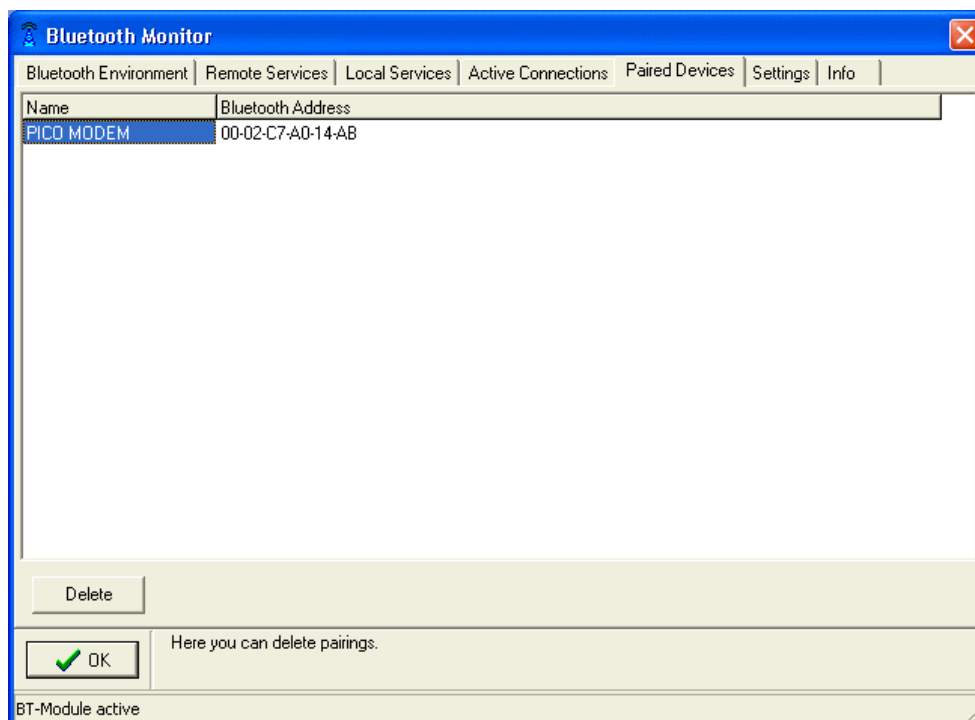 Bluetooth Monitor
Bluetooth Environment Remote Services Local Services Active Connections Paired Devices Settings Info
Name Bluetooth Address
PICO MODEM 00-02-C7-A0-14-AB
Delete
OK Here you can delete pairings.
BT-Module active